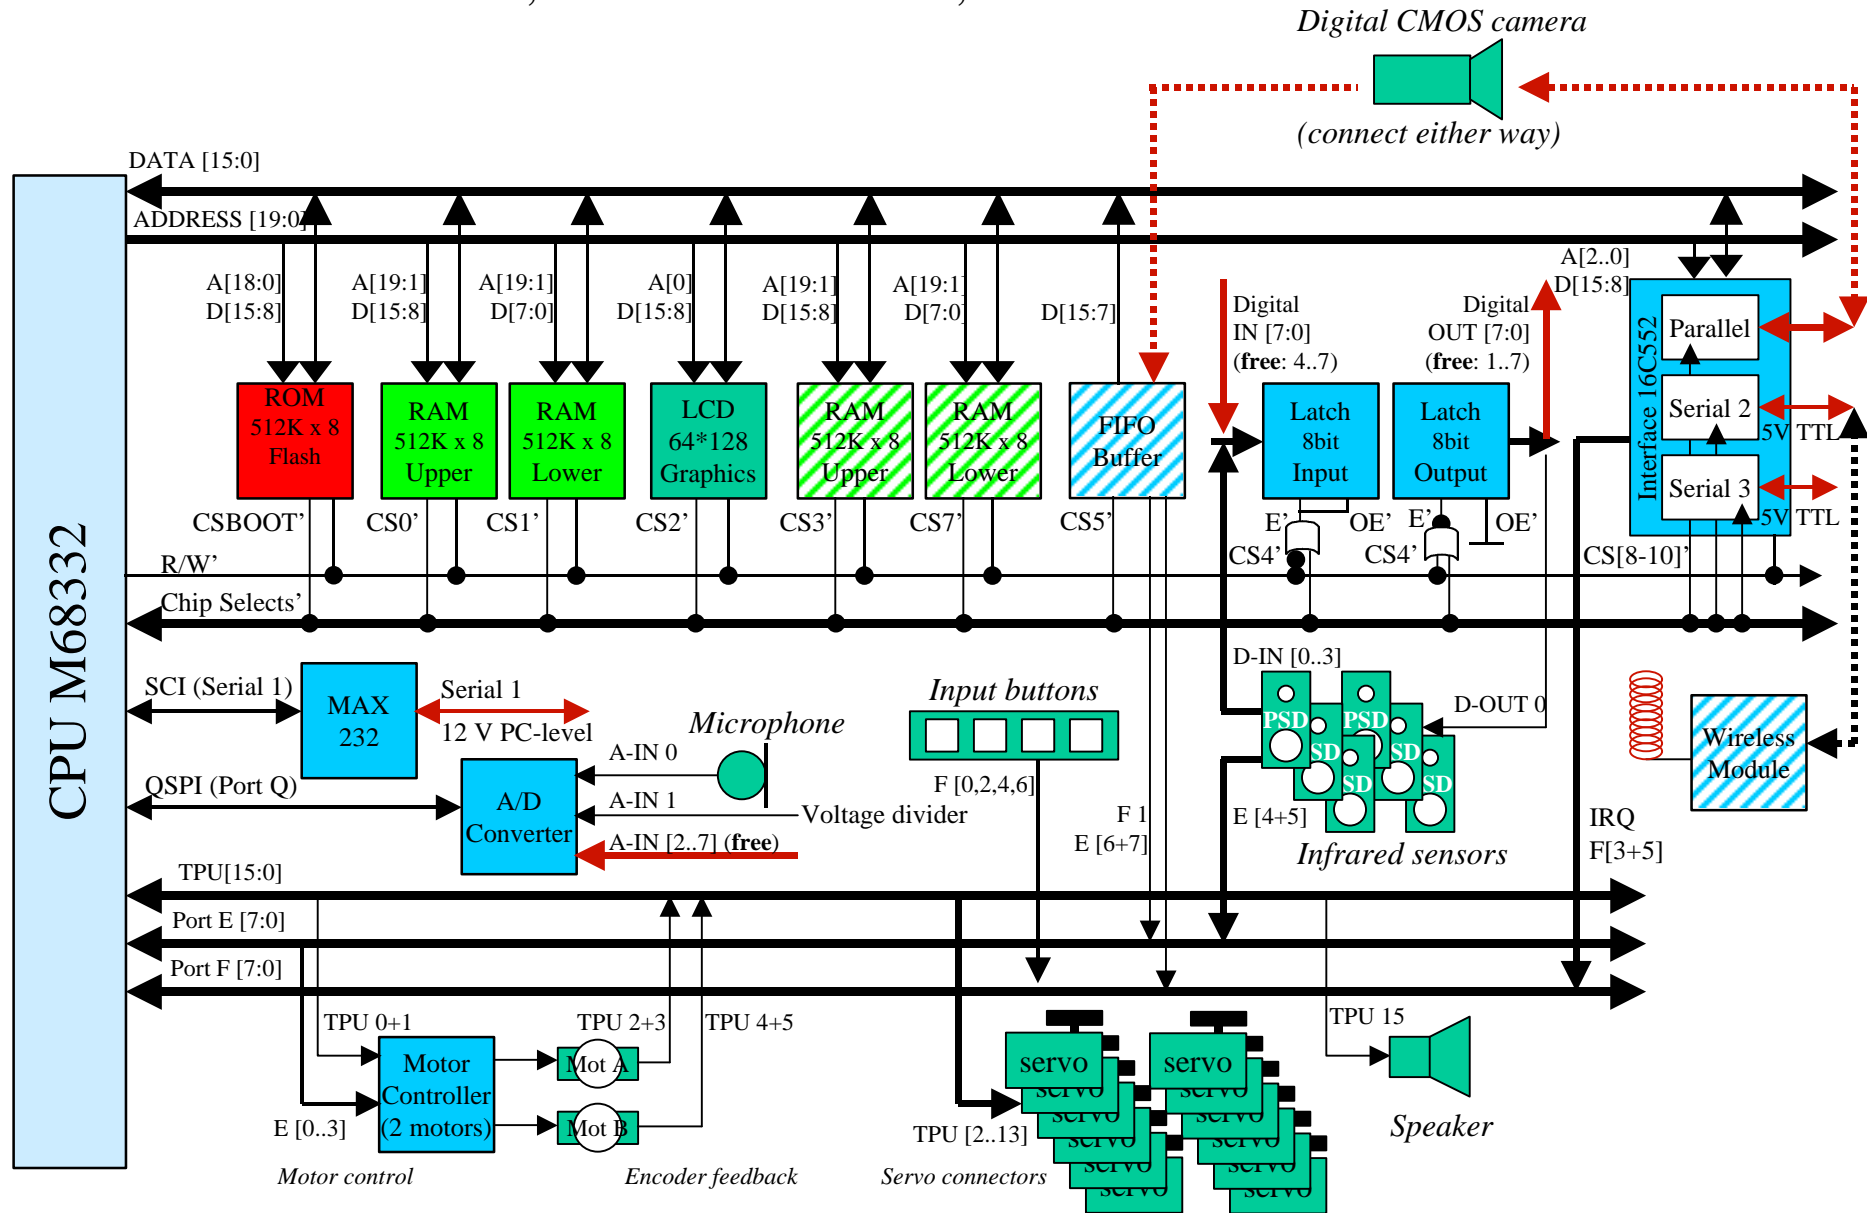 Digital CMOS camera
(connect either way)
DATA [15:0]
ADDRESS [19:0]
A[18:0]
D[15:8]
A[19:1]
D[15:8]
A[19:1]
D[7:0]
A[0]
D[15:8]
A[19:1]
D[15:8]
A[19:1]
D[7:0]
D[15:7]
Digital
IN [7:0]
(free: 4..7)
Digital
OUT [7:0]
(free: 1..7)
A[2..0]
D[15:8]
CPU M68332
ROM
512K x 8
Flash
RAM
512K x 8
Upper
RAM
512K x 8
Lower
LCD
64*128
Graphics
RAM
512K x 8
Upper
RAM
512K x 8
Lower
FIFO
Buffer
Latch
8bit
Input
Latch
8bit
Output
Interface 16C552
Parallel
Serial 2
5V TTL
Serial 3
5V TTL
CSBOOT’
CS0’
CS1’
CS2’
CS3’
CS7’
CS5’
E’
OE’
CS4’
E’
OE’
CS4’
CS[8-10]’
R/W’
Chip Selects’
SCI (Serial 1)
MAX
232
Serial 1
12 V PC-level
Microphone
Input buttons
D-IN [0..3]
D-OUT 0
PSD
PSD
SD
SD
SD
SD
Wireless
Module
QSPI (Port Q)
A/D
Converter
A-IN 0
A-IN 1
Voltage divider
A-IN [2..7] (free)
F [0,2,4,6]
F 1
E [6+7]
E [4+5]
Infrared sensors
IRQ
F[3+5]
TPU[15:0]
Port E [7:0]
Port F [7:0]
TPU 0+1
TPU 2+3
TPU 4+5
TPU 15
Motor
Controller
(2 motors)
Mot A
Mot B
E [0..3]
TPU [2..13]
servo
servo
servo
servo
servo
servo
servo
servo
servo
servo
Speaker
Motor control
Encoder feedback
Servo connectors